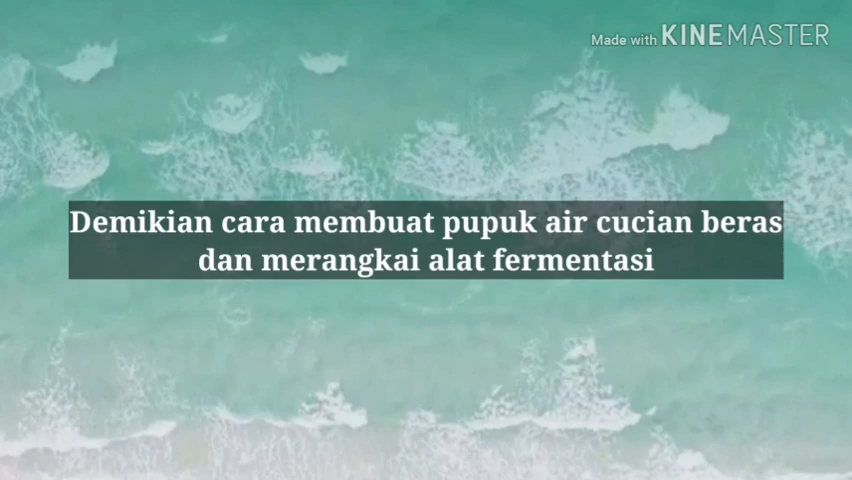 Made with KINEMASTER
Demikian cara membuat pupuk air cucian beras
dan merangkai alat fermentasi